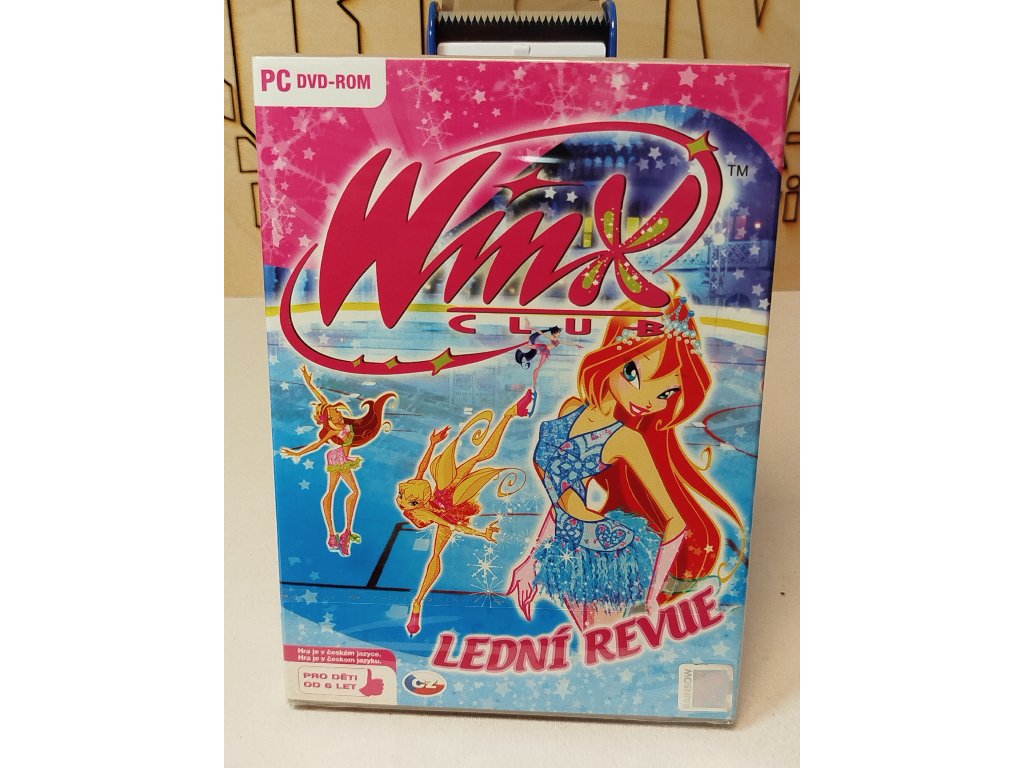 PC DVD-ROM
Winx
TM
CLUB
LEDNÍ REVUE
Hra je v českém jazyce.
Hra je v českom jazyku.
PRO DĚTI
OD 6 LET
CZ